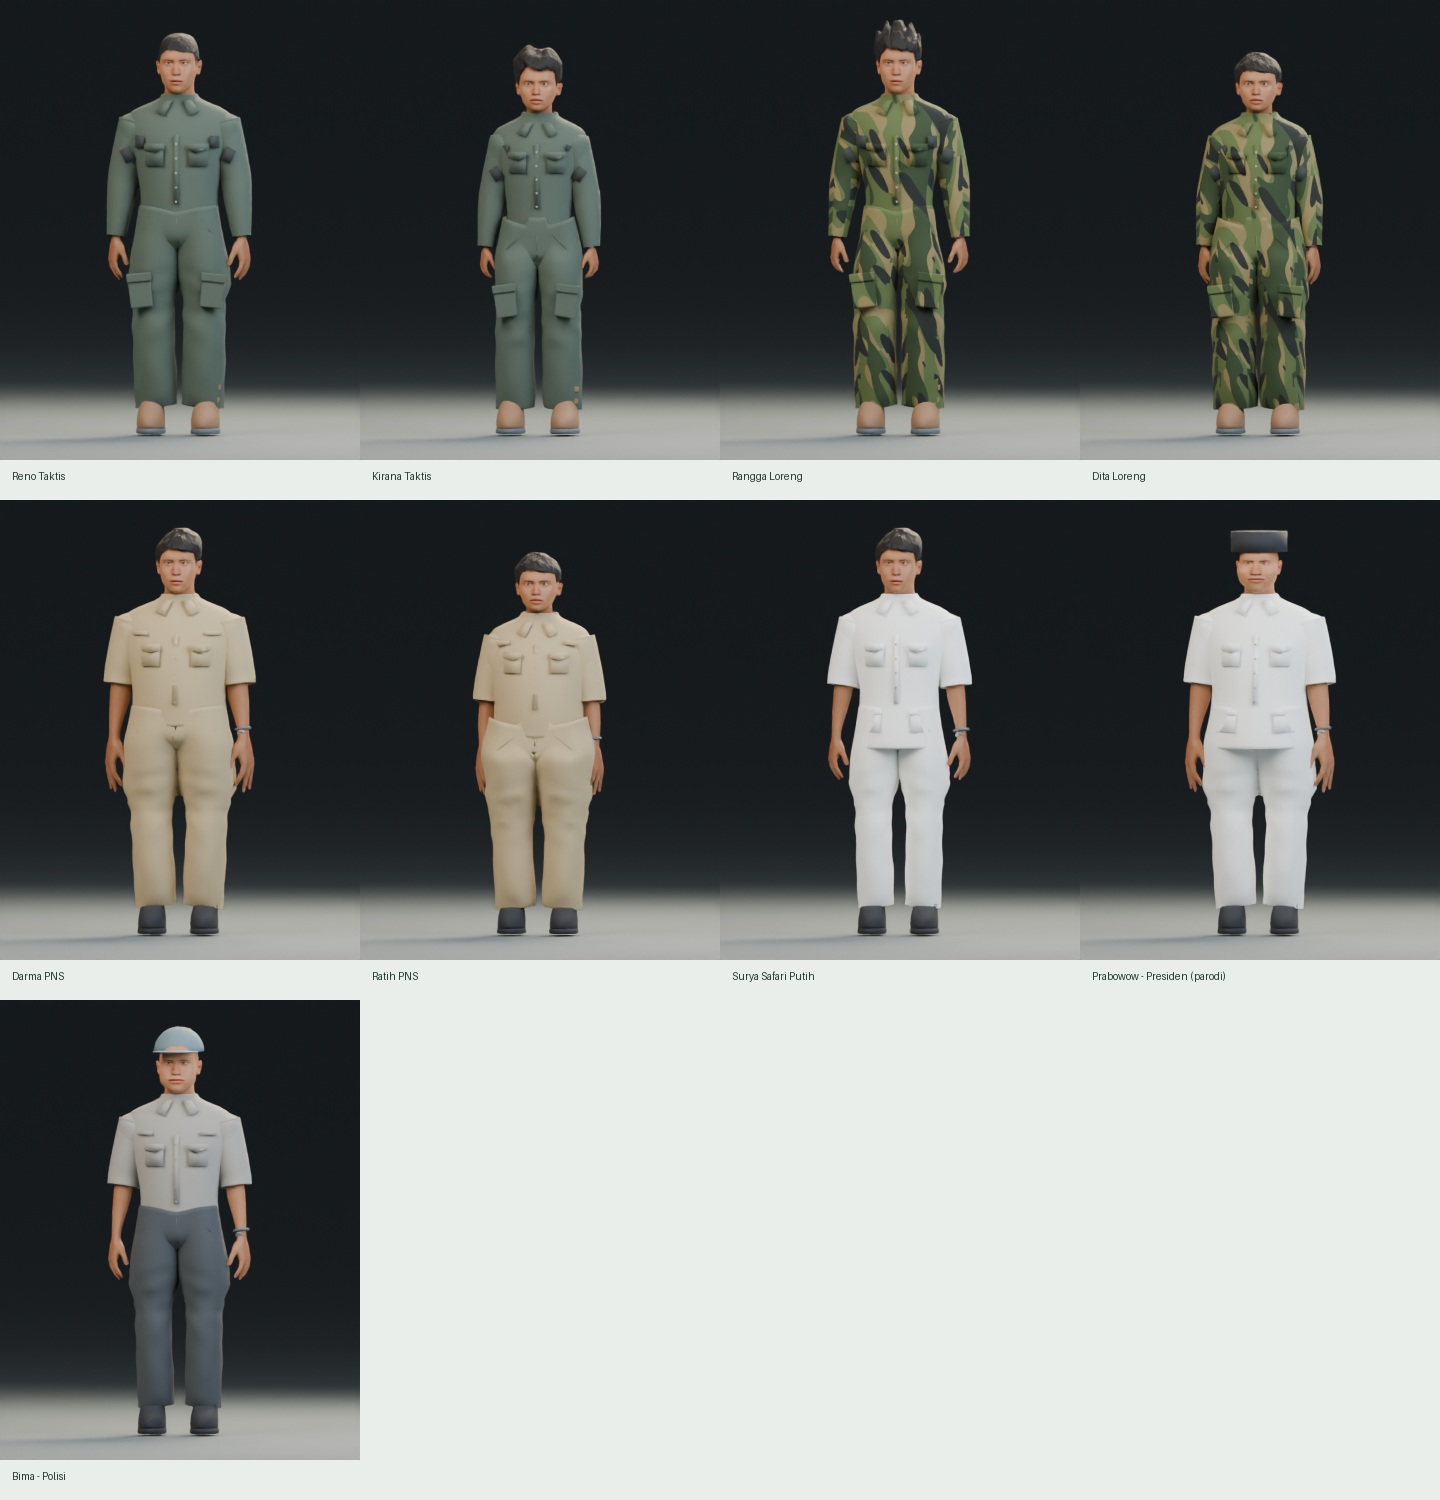 Reno Taktis
Kirana Taktis
Rangga Loreng
Dita Loreng
Darma PNS
Ratih PNS
Surya Safari Putih
Prabowow - Presiden (parodi)
Bima - Polisi